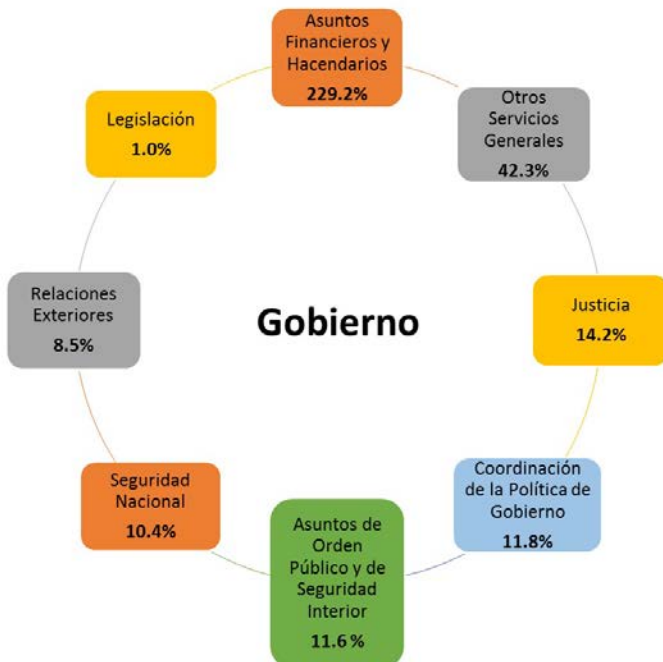 Asuntos
Financieros y
Hacendarios
229.2%
Otros
Servicios
Generales
42.3%
Justicia
14.2%
Coordinación
de la Política de
Gobierno
11.8%
Asuntos de
Orden
Público y de
Seguridad
Interior
11.6 %
Seguridad
Nacional
10.4%
Relaciones
Exteriores
8.5%
Legislación
1.0%
Gobierno